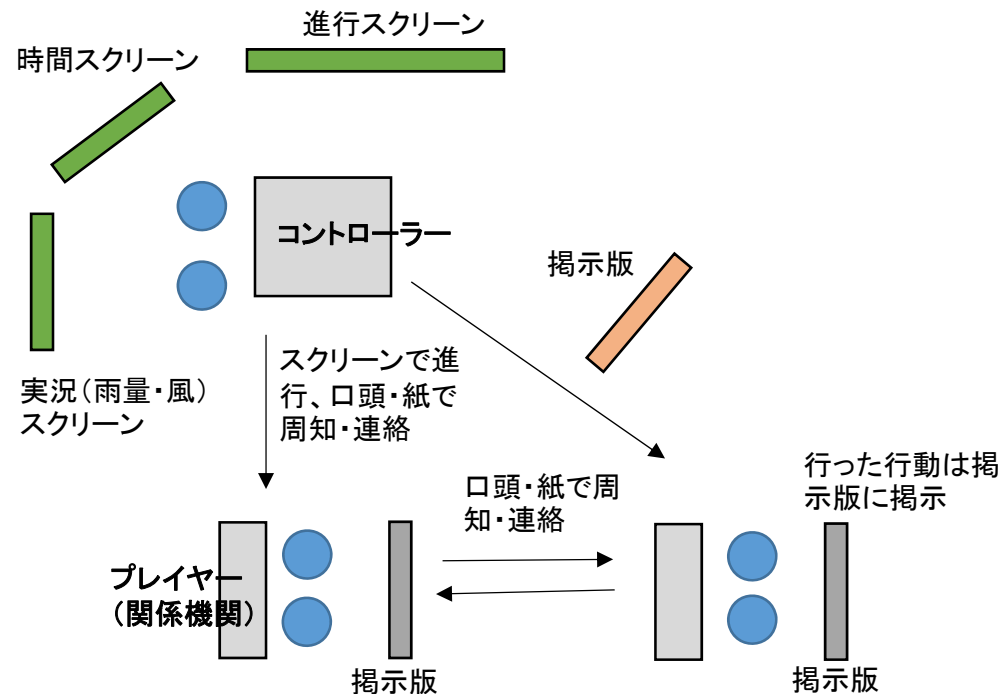 進行スクリーン
時間スクリーン
コントローラー
掲示版
実況（雨量・風）
スクリーン
スクリーンで進
行、口頭・紙で
周知・連絡
口頭・紙で周
知・連絡
行った行動は掲
示版に掲示
プレイヤー
（関係機関）
掲示版
掲示版